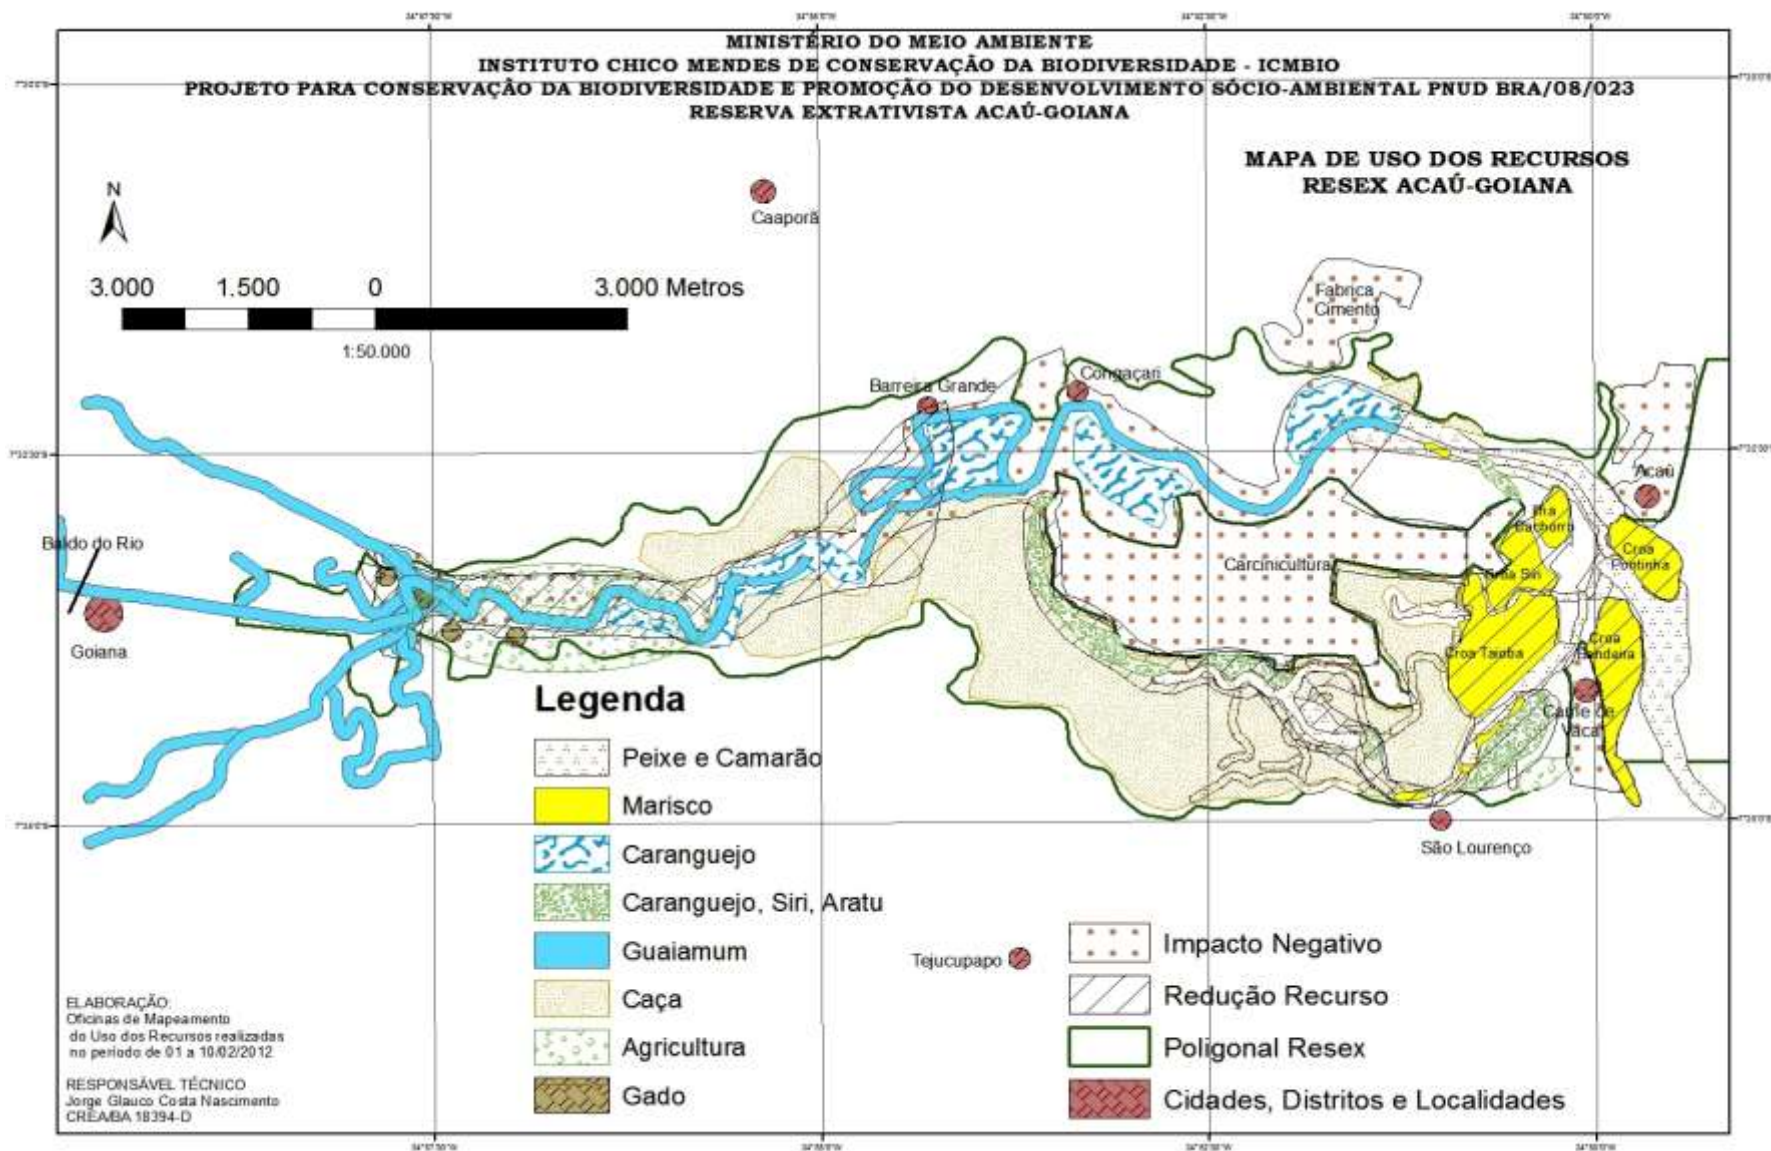 MINISTÉRIO DO MEIO AMBIENTE
INSTITUTO CHICO MENDES DE CONSERVAÇÃO DA BIODIVERSIDADE - ICMBIO
PROJETO PARA CONSERVAÇÃO DA BIODIVERSIDADE E PROMOÇÃO DO DESENVOLVIMENTO SÓCIO-AMBIENTAL PNUD BRA/08/023
RESERVA EXTRATIVISTA ACAÚ-GOIANA
MAPA DE USO DOS RECURSOS
RESEX ACAÚ-GOIANA
N
Caaporã
3.000 1.500 0 3.000 Metros
1:50.000
Fabrica
Cimento
Barreira Grande
Congaçari
Acaú
Croa
Pontinha
Baldo do Rio
Goiana
Carcinicultura
Croa Siri
Croa Taioba
Croa
Bandeira
Carne de
Vaca
São Lourenço
Tejucupapo
Legenda
Peixe e Camarão
Marisco
Caranguejo
Caranguejo, Siri, Aratu
Guaiamum
Caça
Agricultura
Gado
Impacto Negativo
Redução Recurso
Poligonal Resex
Cidades, Distritos e Localidades
ELABORAÇÃO:
Oficinas de Mapeamento
do Uso dos Recursos realizadas
no período de 01 a 10/02/2012
RESPONSÁVEL TÉCNICO
Jorge Glauco Costa Nascimento
CREA/BA 18394-D